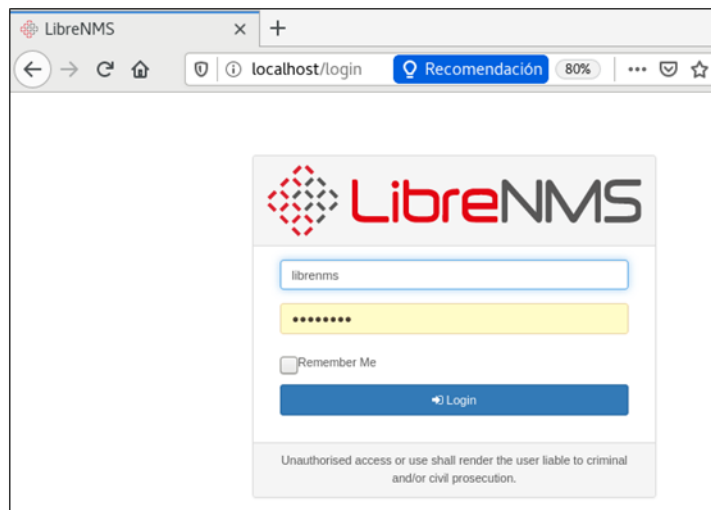 LibreNMS
localhost/login Recomendación 80%
LibreNMS
librenms
••••••••
Remember Me
Login
Unauthorised access or use shall render the user liable to criminal
and/or civil prosecution.